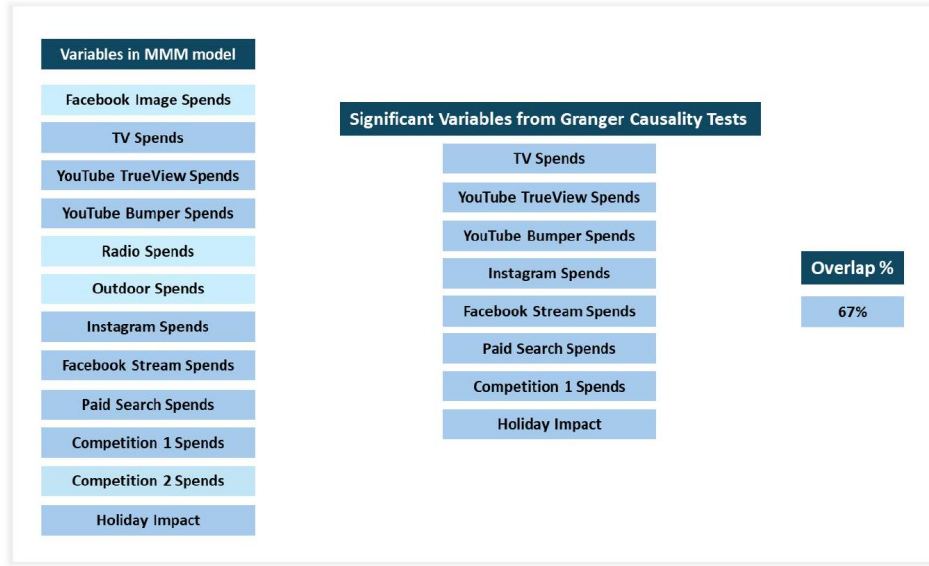 Variables in MMM model
Facebook Image Spends
TV Spends
YouTube TrueView Spends
YouTube Bumper Spends
Radio Spends
Outdoor Spends
Instagram Spends
Facebook Stream Spends
Paid Search Spends
Competition 1 Spends
Competition 2 Spends
Holiday Impact
Significant Variables from Granger Causality Tests
TV Spends
YouTube TrueView Spends
YouTube Bumper Spends
Instagram Spends
Facebook Stream Spends
Paid Search Spends
Competition 1 Spends
Holiday Impact
Overlap %
67%